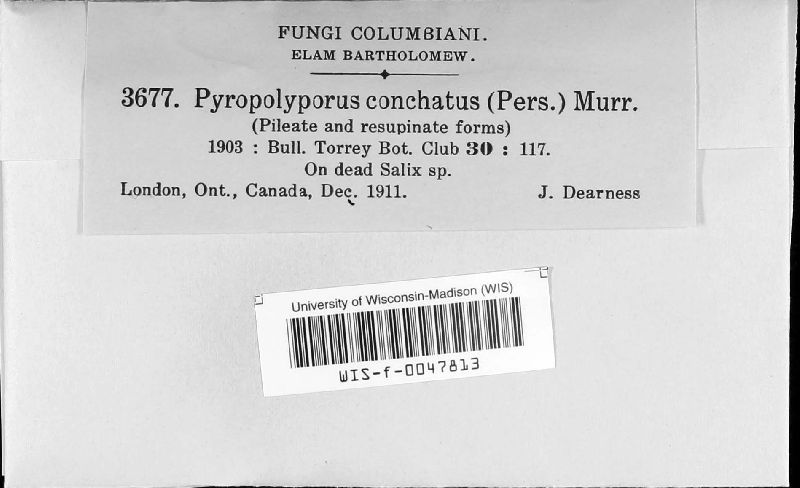 FUNGI COLUMBIANI.
ELAM BARTHOLOMEW.
3677. Pyropolyporus conchatus (Pers.) Murr.
(Pileate and resupinate forms)
1903 : Bull. Torrey Bot. Club 30 : 117.
On dead Salix sp.
London, Ont., Canada, Dec. 1911. J. Dearness
University of Wisconsin-Madison (WIS)
WIS-f-0047813